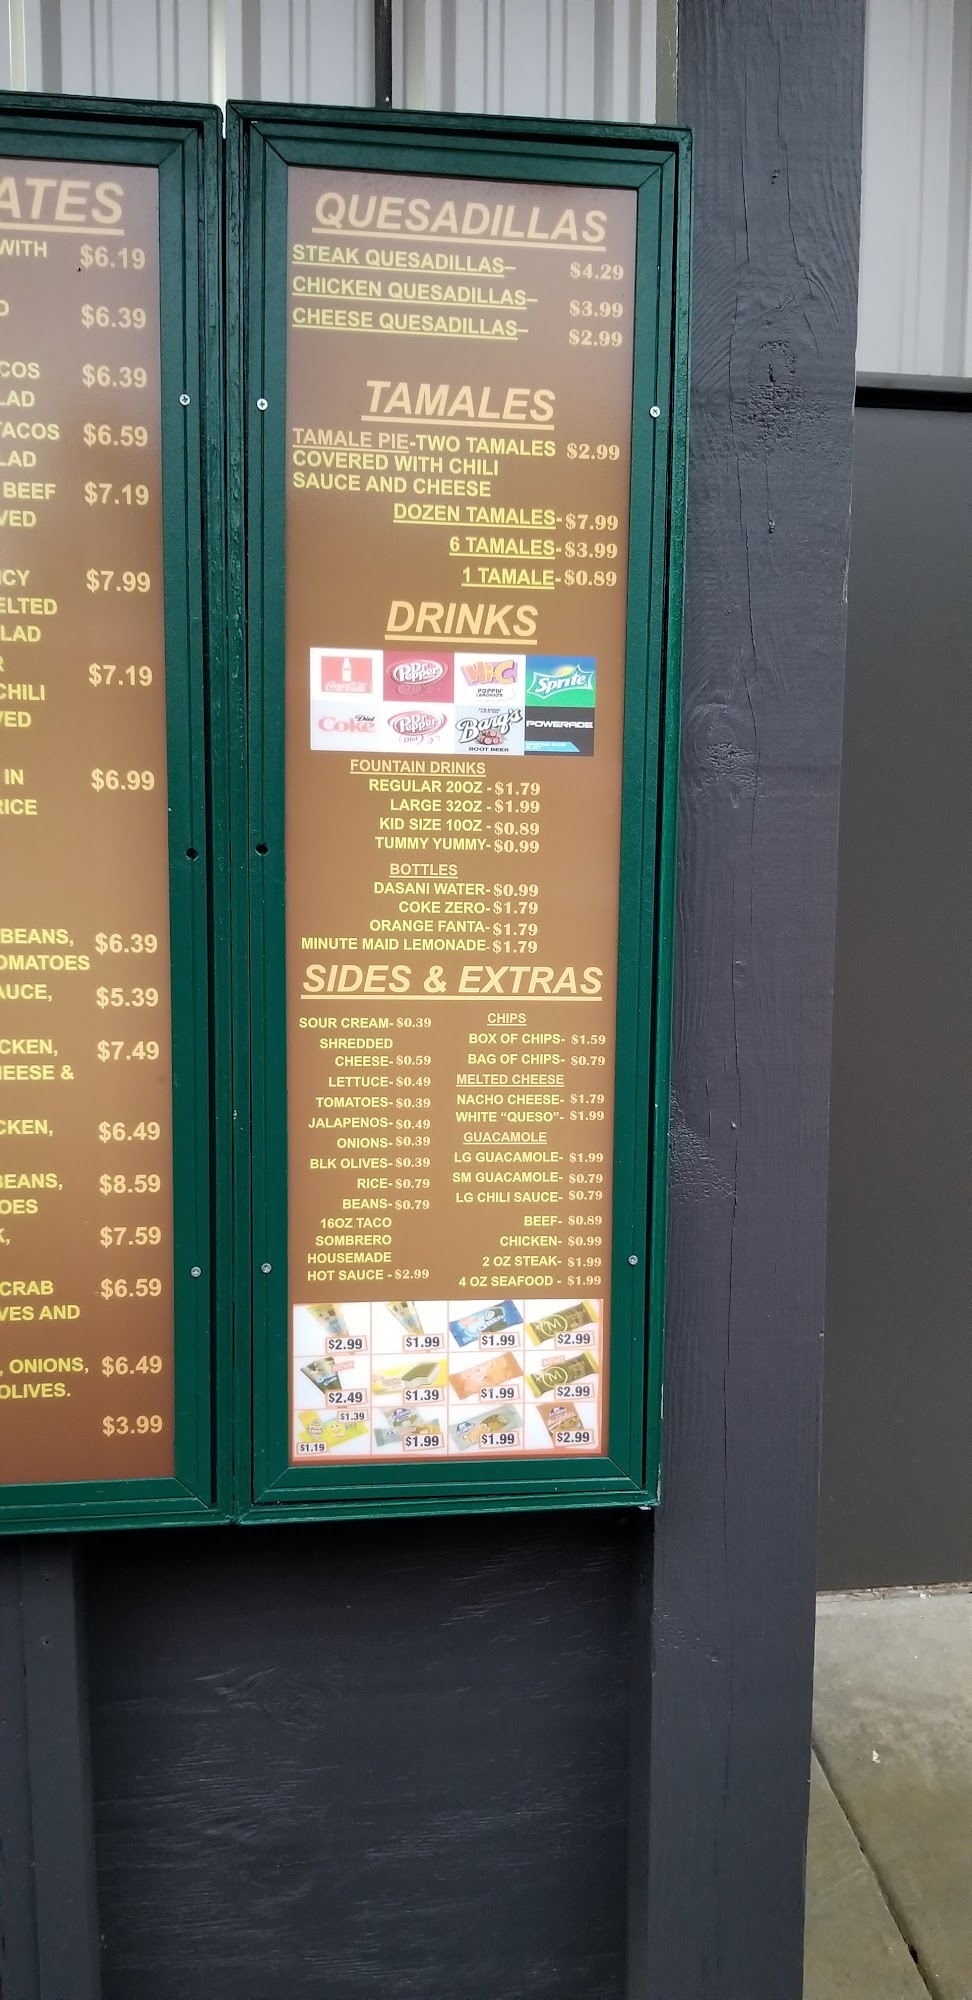 ATES
WITH $6.19
D $6.39
COS $6.39
LAD
TACOS $6.59
LAD
BEEF $7.19
VED
ICY $7.99
ELTED
LAD
R $7.19
CHILI
VED
IN $6.99
RICE
BEANS, $6.39
OMATOES
AUCE, $5.39
CKEN, $7.49
HEESE &
CKEN, $6.49
BEANS, $8.59
OES
K, $7.59
CRAB $6.59
VES AND
, ONIONS, $6.49
OLIVES.
$3.99
QUESADILLAS
STEAK QUESADILLAS– $4.29
CHICKEN QUESADILLAS– $3.99
CHEESE QUESADILLAS– $2.99
TAMALES
TAMALE PIE-TWO TAMALES $2.99
COVERED WITH CHILI
SAUCE AND CHEESE
DOZEN TAMALES-$7.99
6 TAMALES-$3.99
1 TAMALE-$0.89
DRINKS
Coca-Cola Dr Pepper Hi-C POPPIN' LEMONADE Sprite
Diet Coke Dr Pepper Diet Barq's ROOT BEER POWERADE
FOUNTAIN DRINKS
REGULAR 20OZ -$1.79
LARGE 32OZ -$1.99
KID SIZE 10OZ -$0.89
TUMMY YUMMY-$0.99
BOTTLES
DASANI WATER-$0.99
COKE ZERO-$1.79
ORANGE FANTA-$1.79
MINUTE MAID LEMONADE-$1.79
SIDES & EXTRAS
SOUR CREAM-$0.39
SHREDDED
CHEESE-$0.59
LETTUCE-$0.49
TOMATOES-$0.39
JALAPENOS-$0.49
ONIONS-$0.39
BLK OLIVES-$0.39
RICE-$0.79
BEANS-$0.79
16OZ TACO
SOMBRERO
HOUSEMADE
HOT SAUCE -$2.99
CHIPS
BOX OF CHIPS- $1.59
BAG OF CHIPS- $0.79
MELTED CHEESE
NACHO CHEESE- $1.79
WHITE “QUESO”- $1.99
GUACAMOLE
LG GUACAMOLE- $1.99
SM GUACAMOLE- $0.79
LG CHILI SAUCE- $0.79
BEEF- $0.89
CHICKEN- $0.99
2 OZ STEAK- $1.99
4 OZ SEAFOOD - $1.99
$2.99 $1.99 $1.99 $2.99
$2.49 $1.39 $1.99 $2.99
$1.39
$1.19 $1.99 $1.99 $2.99